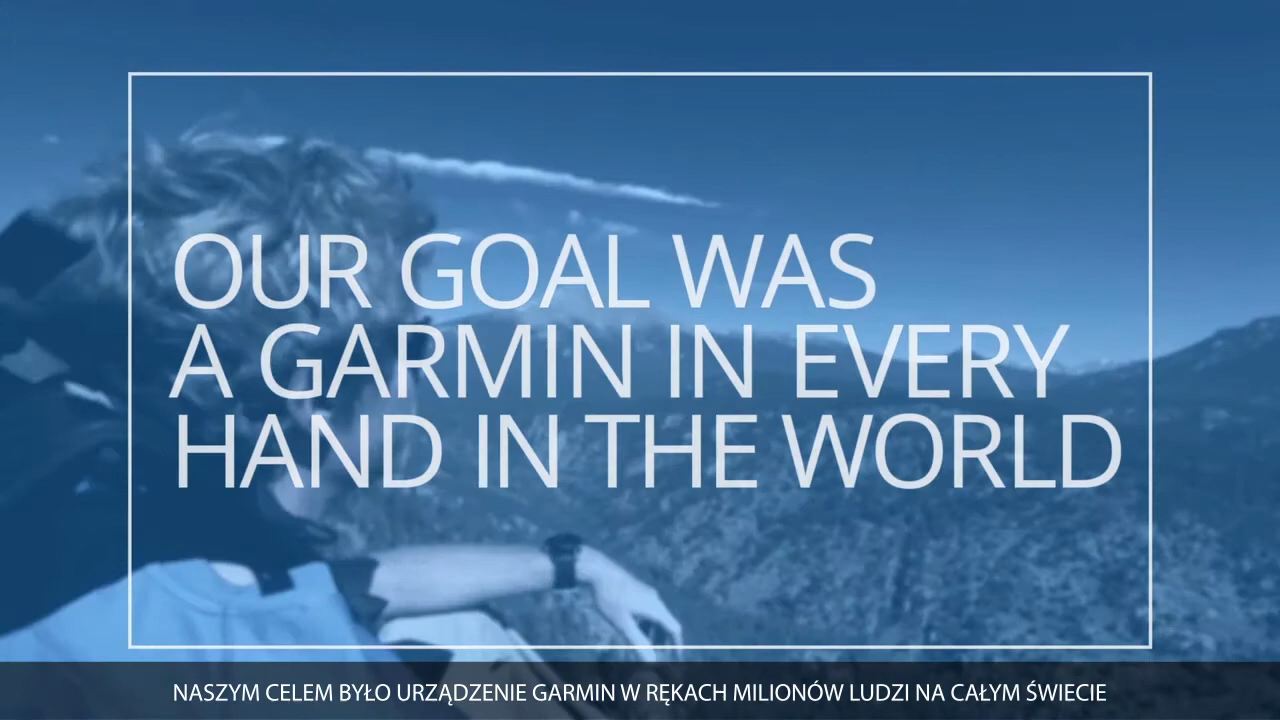 OUR GOAL WAS
A GARMIN IN EVERY
HAND IN THE WORLD
NASZYM CELEM BYŁO URZĄDZENIE GARMIN W RĘKACH MILIONÓW LUDZI NA CAŁYM ŚWIECIE